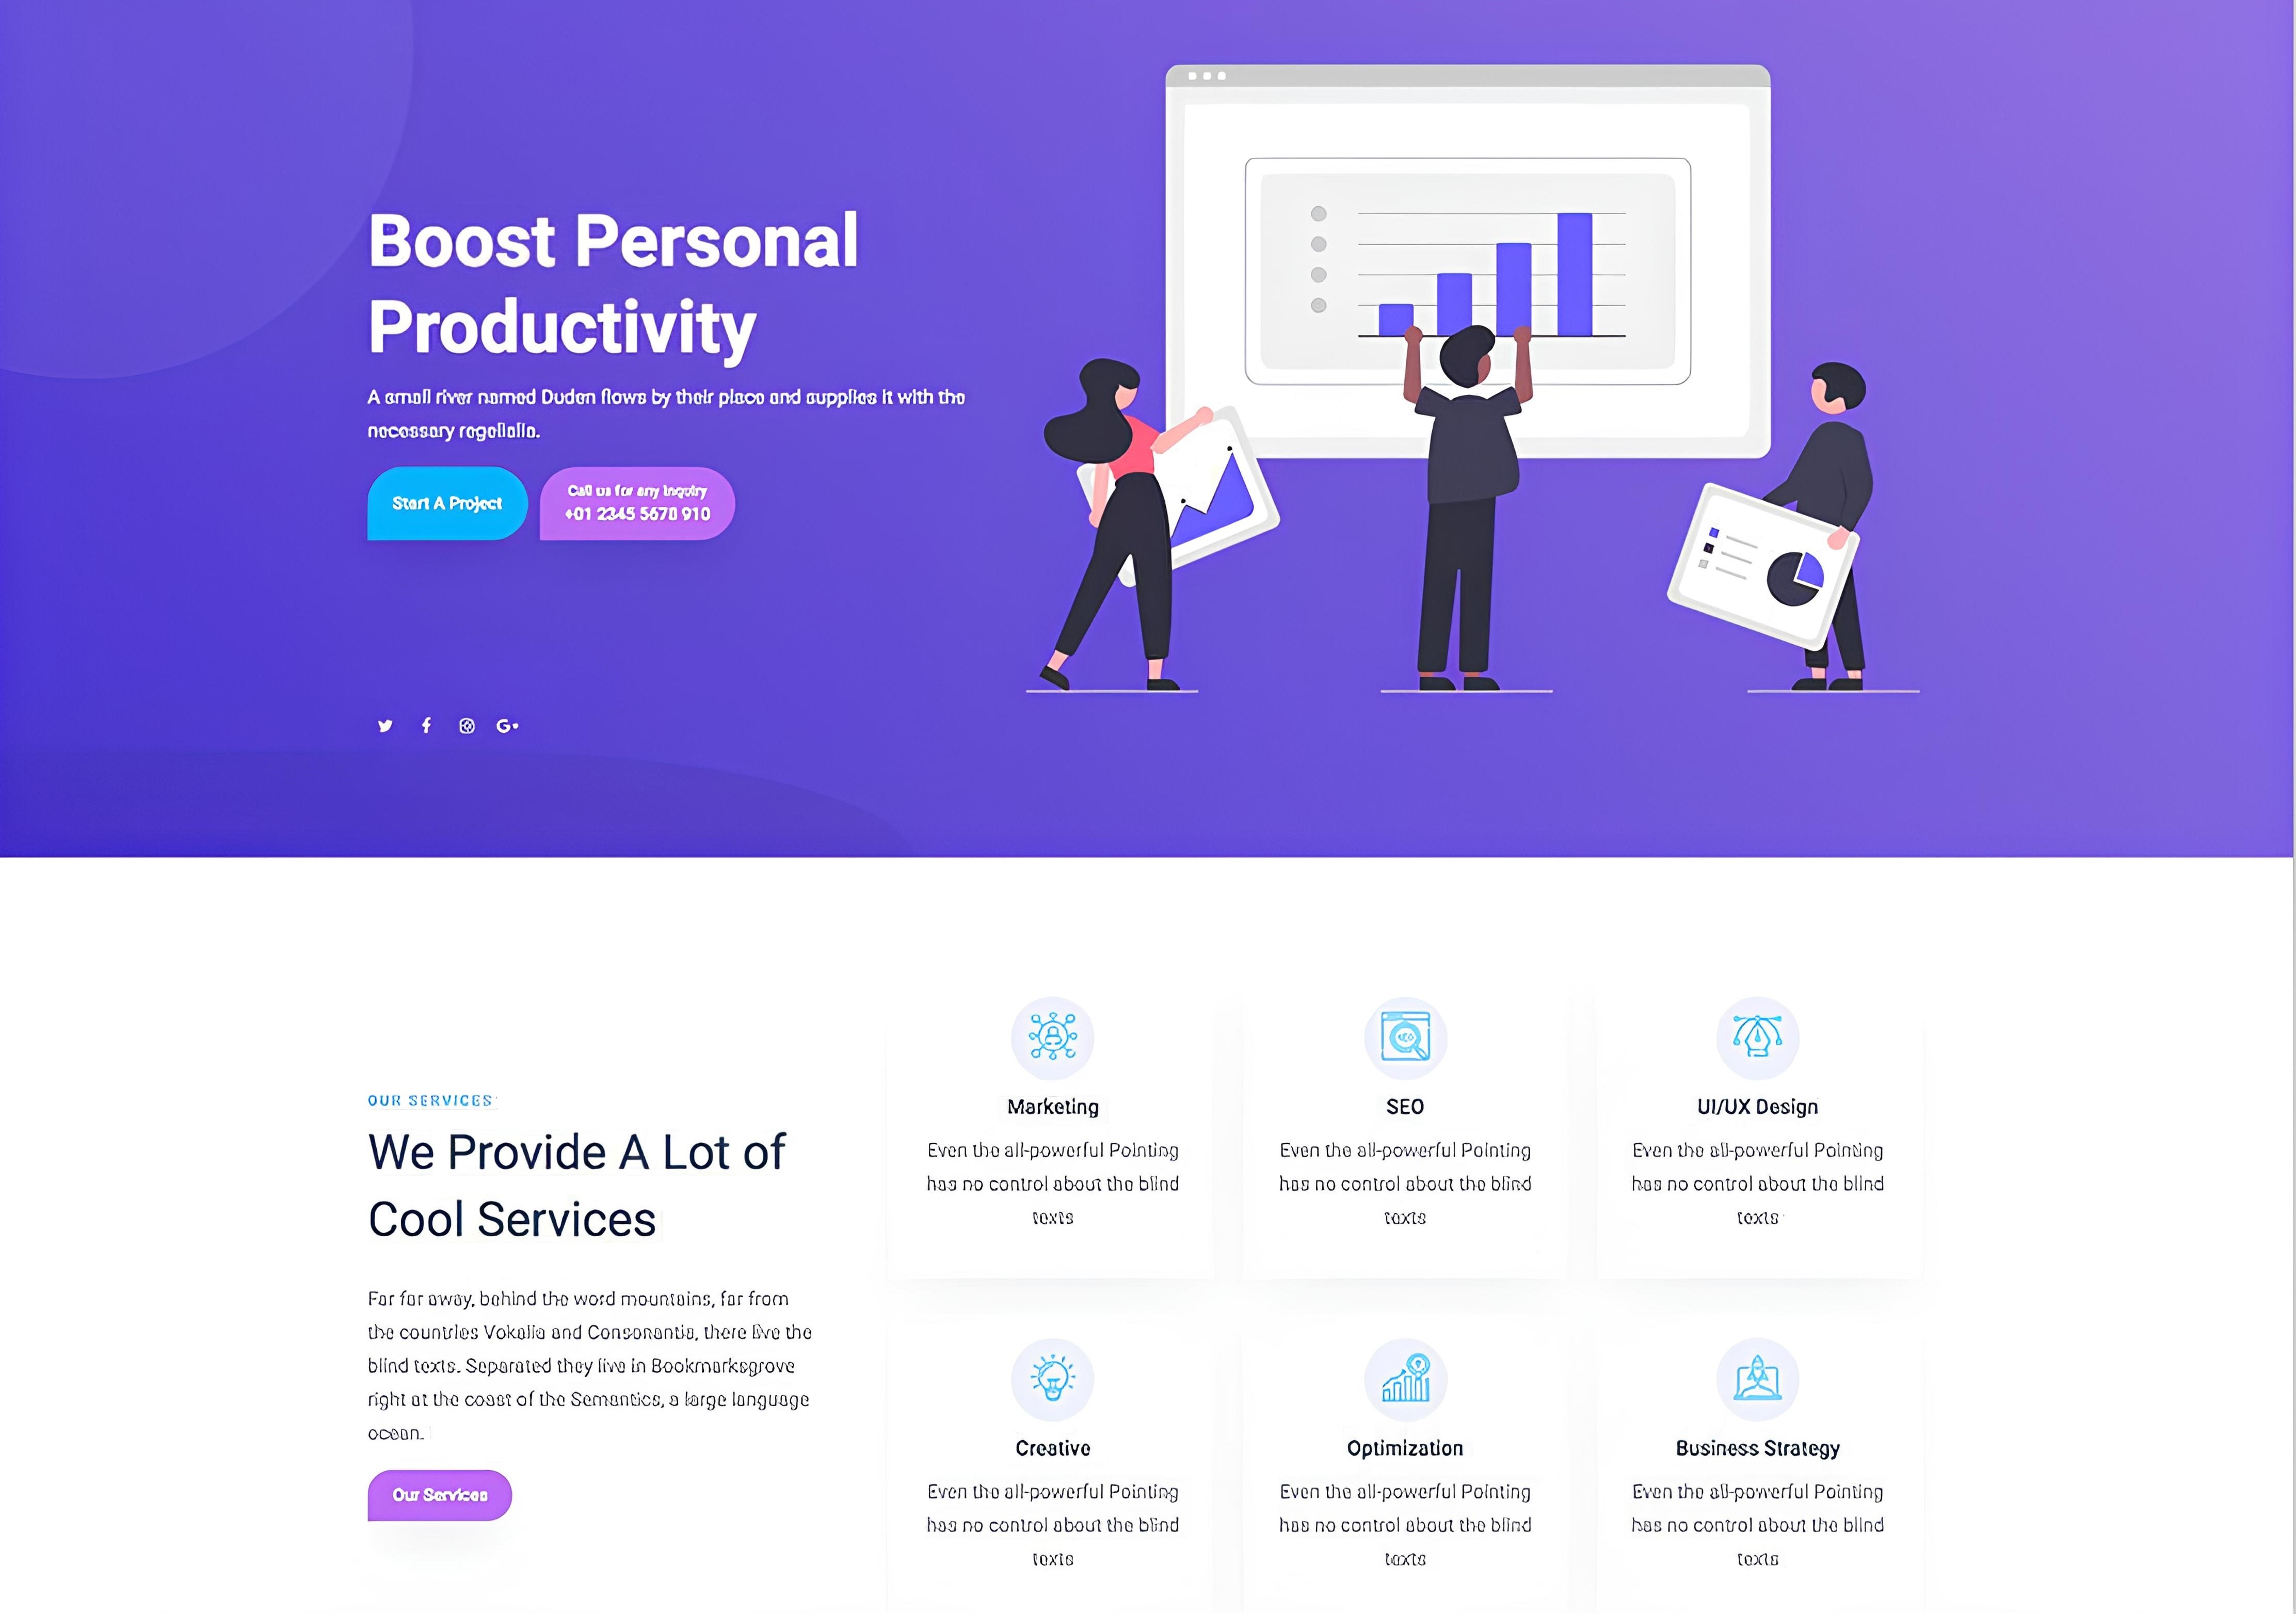 Boost Personal
Productivity
A small river named Duden flows by their place and supplies it with the
necessary regelialia.
Start A Project
Call us for any inquiry
+01 2345 5678 910
OUR SERVICES
We Provide A Lot of
Cool Services
Far far away, behind the word mountains, far from
the countries Vokalia and Consonantia, there live the
blind texts. Separated they live in Bookmarksgrove
right at the coast of the Semantics, a large language
ocean.
Our Services
Marketing
Even the all-powerful Pointing
has no control about the blind
texts
SEO
Even the all-powerful Pointing
has no control about the blind
texts
UI/UX Design
Even the all-powerful Pointing
has no control about the blind
texts
Creative
Even the all-powerful Pointing
has no control about the blind
texts
Optimization
Even the all-powerful Pointing
has no control about the blind
texts
Business Strategy
Even the all-powerful Pointing
has no control about the blind
texts